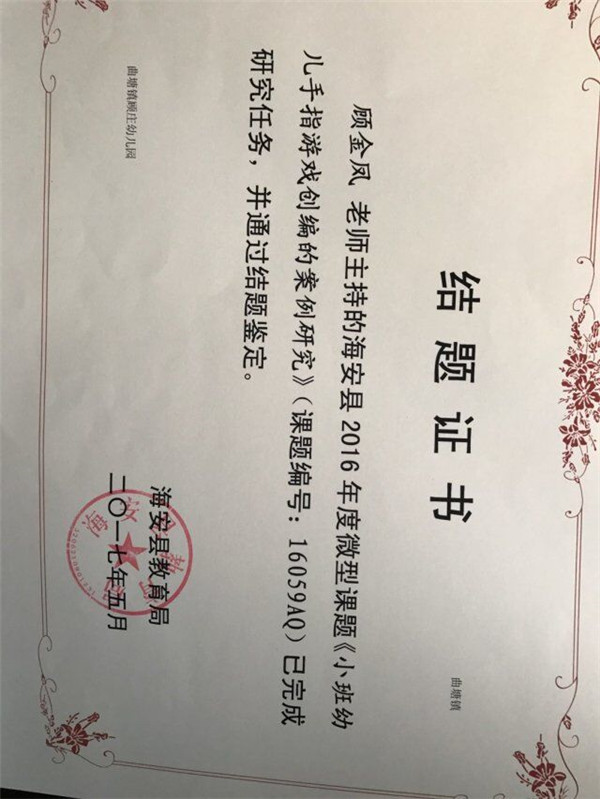 曲塘镇
结题证书
顾金凤 老师主持的海安县2016年度微型课题《小班幼
儿手指游戏创编的案例研究》（课题编号：16059AQ）已完成
研究任务，并通过结题鉴定。
海安县教育局
二〇一七年五月
曲塘镇顾庄幼儿园